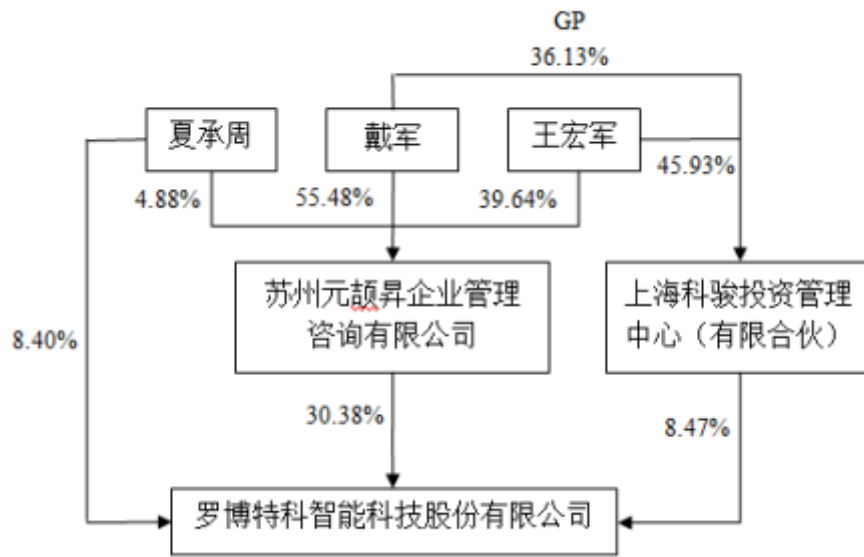 GP
36.13%
夏承周
戴军
王宏军
45.93%
4.88%
55.48%
39.64%
苏州元颉昇企业管理
咨询有限公司
上海科骏投资管理
中心（有限合伙）
8.40%
30.38%
8.47%
罗博特科智能科技股份有限公司